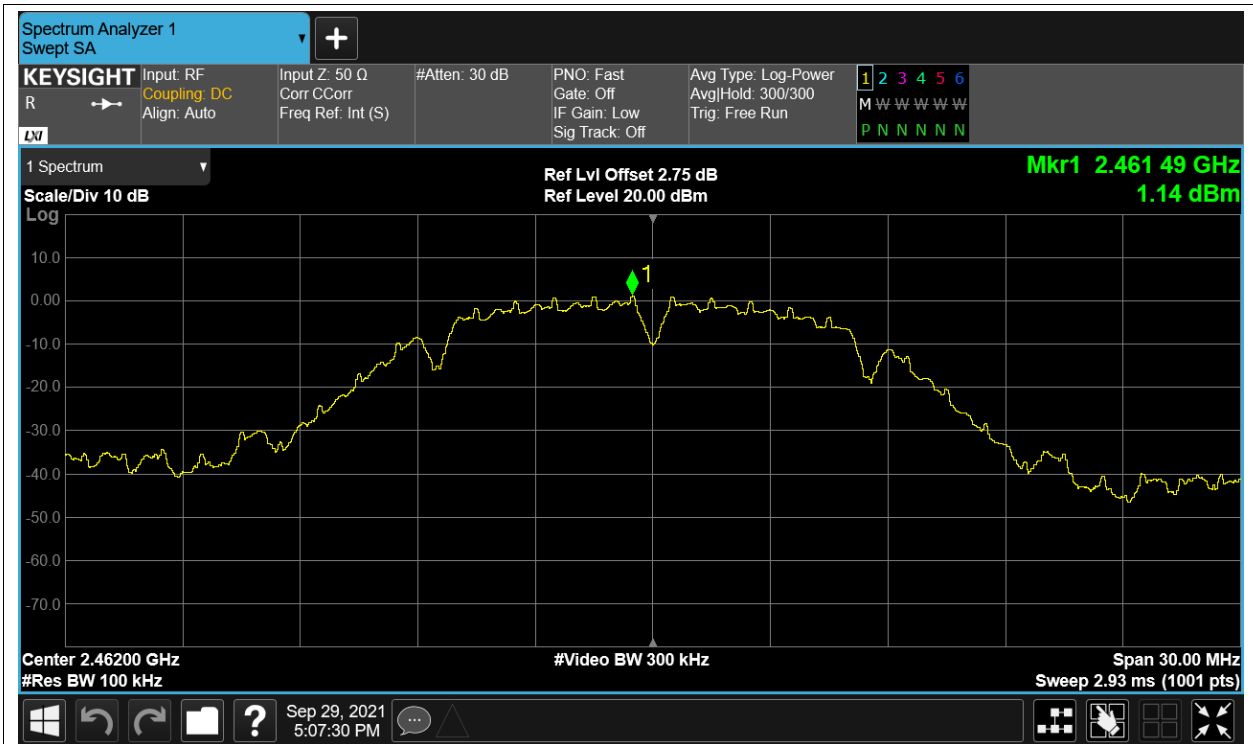 Spectrum Analyzer 1
Swept SA
KEYSIGHT
R
LXI
Input: RF
Coupling: DC
Align: Auto
Input Z: 50 Ω
Corr CCorr
Freq Ref: Int (S)
#Atten: 30 dB
PNO: Fast
Gate: Off
IF Gain: Low
Sig Track: Off
Avg Type: Log-Power
Avg|Hold: 300/300
Trig: Free Run
1 2 3 4 5 6
M W W W W W
P N N N N N
1 Spectrum
Scale/Div 10 dB
Log
Ref Lvl Offset 2.75 dB
Ref Level 20.00 dBm
Mkr1 2.461 49 GHz
1.14 dBm
1
10.0
0.00
-10.0
-20.0
-30.0
-40.0
-50.0
-60.0
-70.0
Center 2.46200 GHz
#Res BW 100 kHz
#Video BW 300 kHz
Span 30.00 MHz
Sweep 2.93 ms (1001 pts)
?
Sep 29, 2021
5:07:30 PM